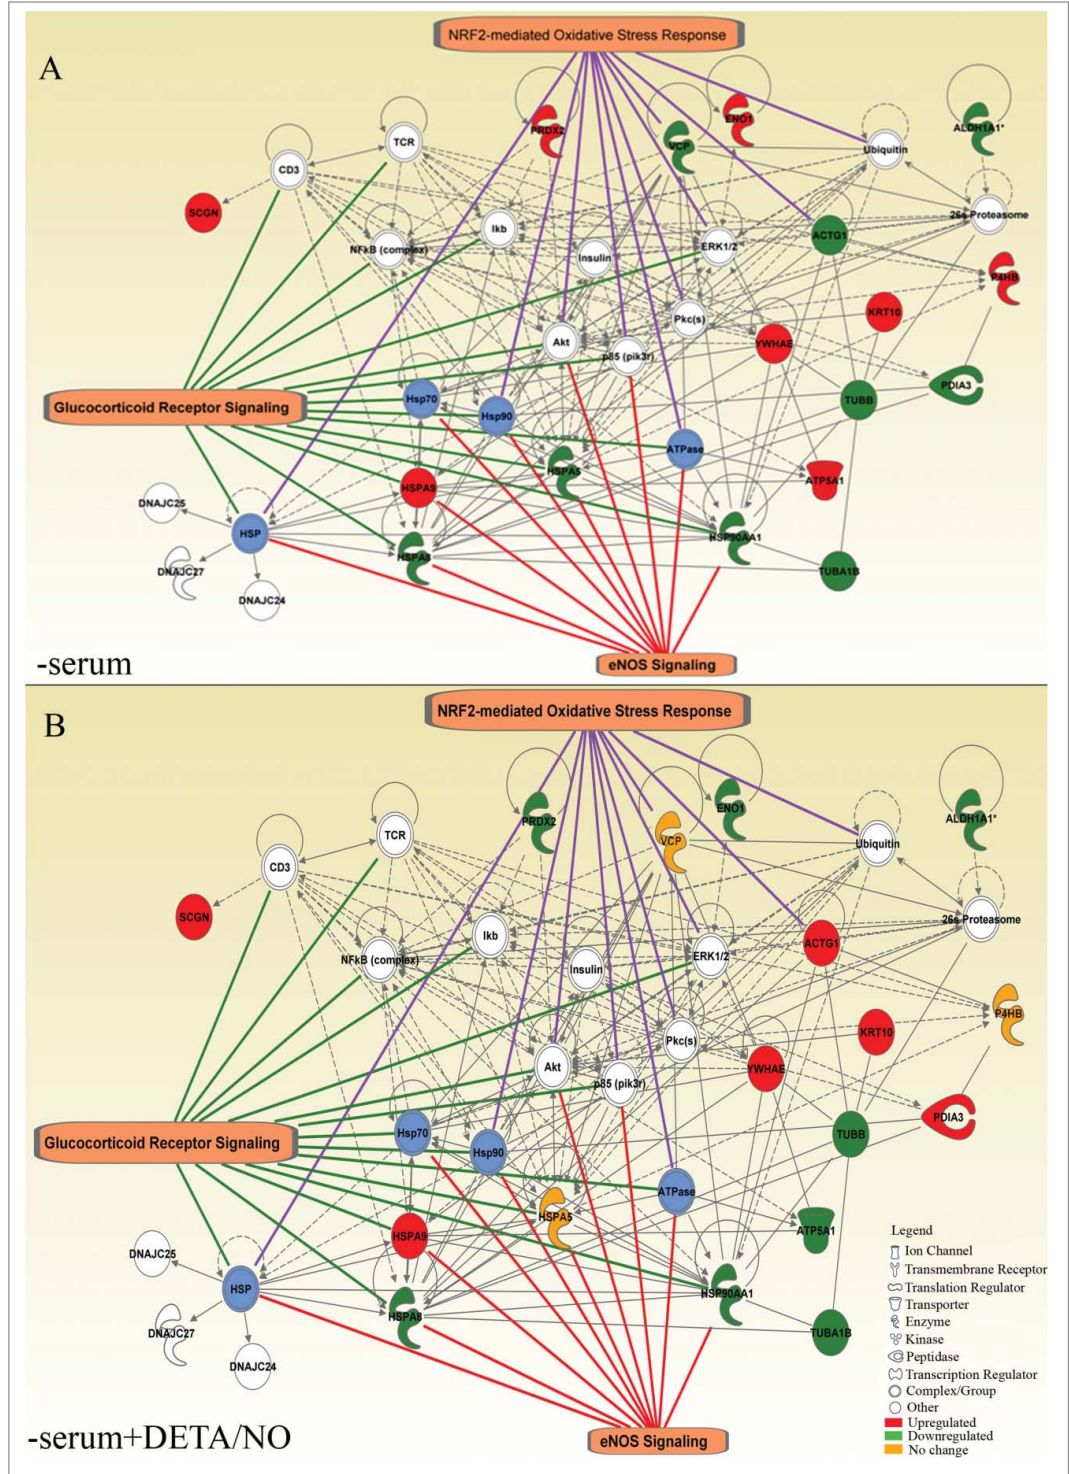 NRF2-mediated Oxidative Stress Response
A
PRDX2
ENO1
ALDH1A1*
TCR
VCP
Ubiquitin
CD3
SCGN
26s Proteasome
Ikb
ACTG1
NFkB (complex)
ERK1/2
Insulin
P4HB
Pkc(s)
KRT10
Akt
YWHAE
p85 (pik3r)
PDIA3
Glucocorticoid Receptor Signaling
Hsp70
TUBB
Hsp90
ATPase
HSPA5
ATP5A1
HSPA9
DNAJC25
HSP
HSP90AA1
HSPA8
DNAJC27
TUBA1B
DNAJC24
-serum
eNOS Signaling
NRF2-mediated Oxidative Stress Response
B
ENO1
PRDX2
ALDH1A1*
TCR
VCP
Ubiquitin
CD3
SCGN
26s Proteasome
Ikb
ACTG1
NFkB (complex)
ERK1/2
Insulin
P4HB
KRT10
Pkc(s)
Akt
YWHAE
p85 (pik3r)
PDIA3
Hsp70
TUBB
Glucocorticoid Receptor Signaling
Hsp90
ATPase
HSPA5
ATP5A1
HSPA9
DNAJC25
HSP
HSP90AA1
HSPA8
DNAJC27
TUBA1B
DNAJC24
Legend
Ion Channel
Transmembrane Receptor
Translation Regulator
Transporter
Enzyme
Kinase
Peptidase
Transcription Regulator
Complex/Group
Other
Upregulated
Downregulated
No change
-serum+DETA/NO
eNOS Signaling